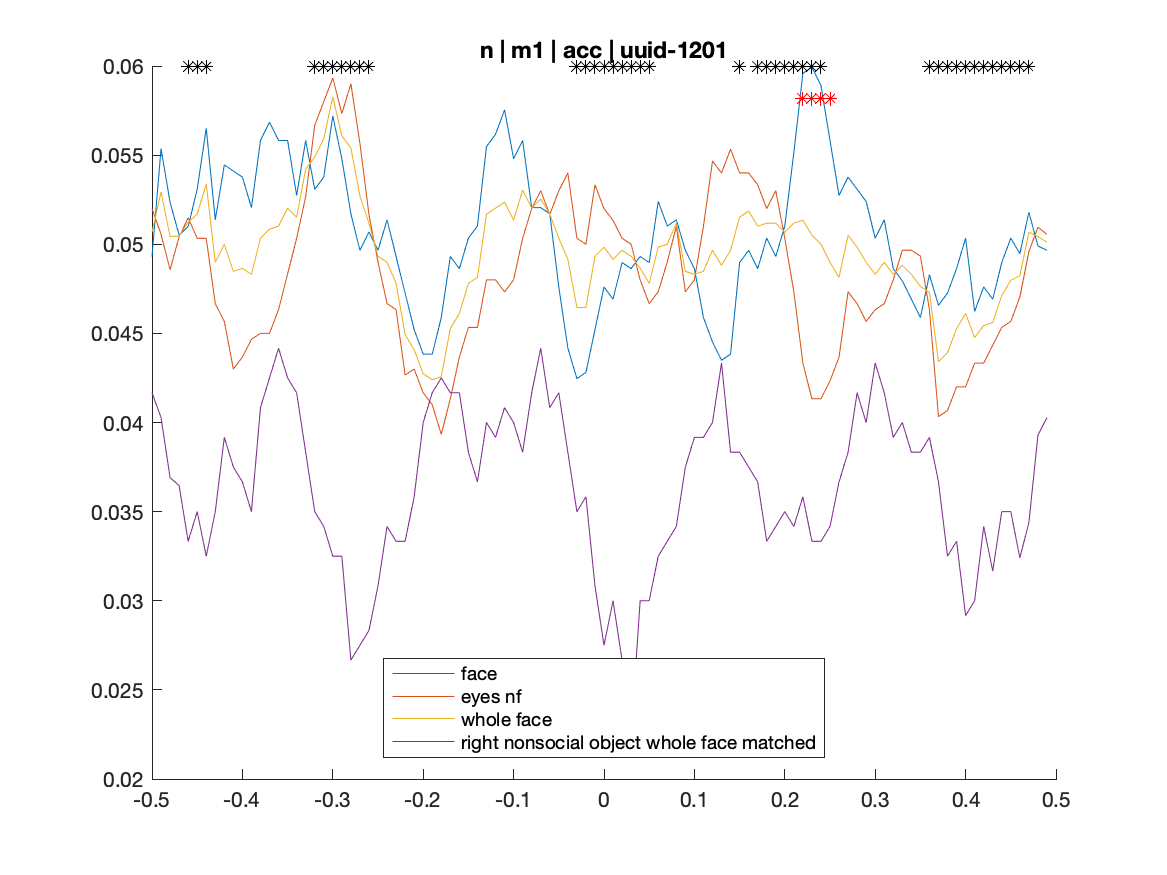 n | m1 | acc | uuid-1201
0.06
0.055
0.05
0.045
0.04
0.035
0.03
0.025
0.02
face
eyes nf
whole face
right nonsocial object whole face matched
-0.5 -0.4 -0.3 -0.2 -0.1 0 0.1 0.2 0.3 0.4 0.5